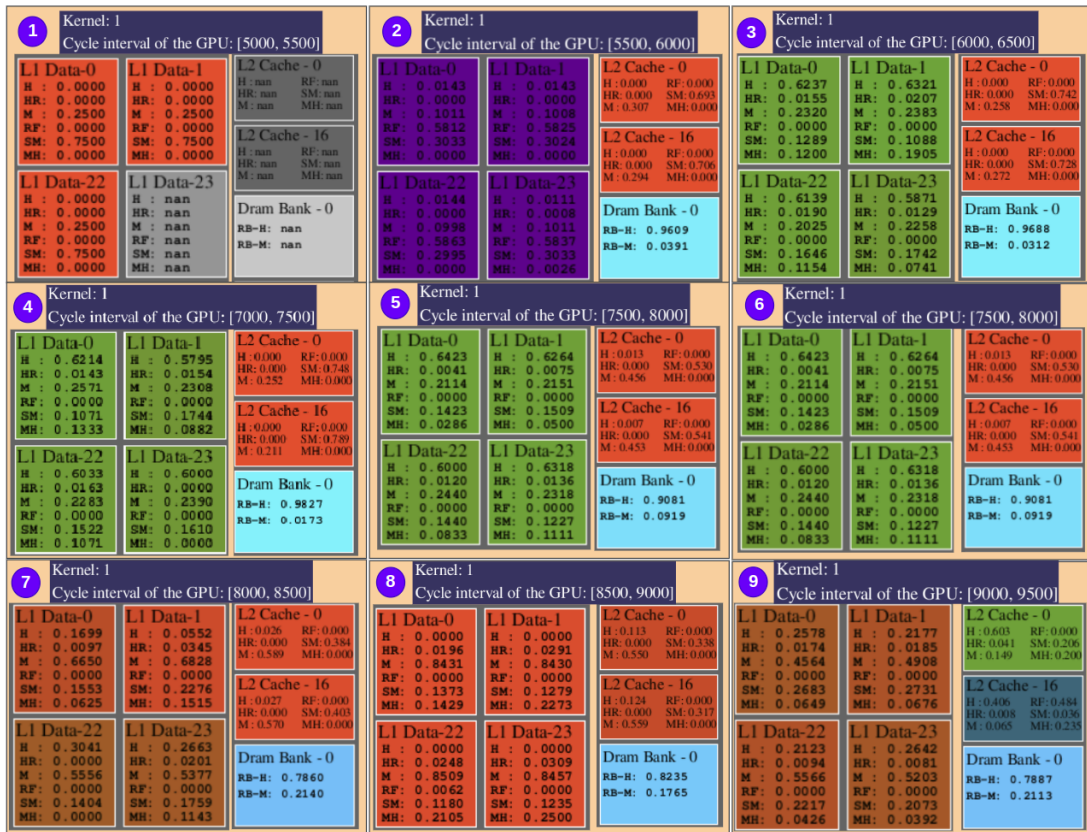 1
Kernel: 1
Cycle interval of the GPU: [5000, 5500]
L1 Data-0
H : 0.0000
HR: 0.0000
M : 0.2500
RF: 0.0000
SM: 0.7500
MH: 0.0000
L1 Data-1
H : 0.0000
HR: 0.0000
M : 0.2500
RF: 0.0000
SM: 0.7500
MH: 0.0000
L1 Data-22
H : 0.0000
HR: 0.0000
M : 0.2500
RF: 0.0000
SM: 0.7500
MH: 0.0000
L1 Data-23
H : nan
HR: nan
M : nan
RF: nan
SM: nan
MH: nan
L2 Cache - 0
H : nan RF: nan
HR: nan SM: nan
M : nan MH: nan
L2 Cache - 16
H : nan RF: nan
HR: nan SM: nan
M : nan MH: nan
Dram Bank - 0
RB-H: nan
RB-M: nan
2
Kernel: 1
Cycle interval of the GPU: [5500, 6000]
L1 Data-0
H : 0.0143
HR: 0.0000
M : 0.1011
RF: 0.5812
SM: 0.3033
MH: 0.0000
L1 Data-1
H : 0.0143
HR: 0.0000
M : 0.1008
RF: 0.5825
SM: 0.3024
MH: 0.0000
L1 Data-22
H : 0.0144
HR: 0.0000
M : 0.0998
RF: 0.5863
SM: 0.2995
MH: 0.0000
L1 Data-23
H : 0.0111
HR: 0.0008
M : 0.1011
RF: 0.5837
SM: 0.3033
MH: 0.0026
L2 Cache - 0
H : 0.000 RF: 0.000
HR: 0.000 SM: 0.693
M : 0.307 MH: 0.000
L2 Cache - 16
H : 0.000 RF: 0.000
HR: 0.000 SM: 0.706
M : 0.294 MH: 0.000
Dram Bank - 0
RB-H: 0.9609
RB-M: 0.0391
3
Kernel: 1
Cycle interval of the GPU: [6000, 6500]
L1 Data-0
H : 0.6237
HR: 0.0155
M : 0.2320
RF: 0.0000
SM: 0.1289
MH: 0.1200
L1 Data-1
H : 0.6321
HR: 0.0207
M : 0.2383
RF: 0.0000
SM: 0.1088
MH: 0.1905
L1 Data-22
H : 0.6139
HR: 0.0190
M : 0.2025
RF: 0.0000
SM: 0.1646
MH: 0.1154
L1 Data-23
H : 0.5871
HR: 0.0129
M : 0.2258
RF: 0.0000
SM: 0.1742
MH: 0.0741
L2 Cache - 0
H : 0.000 RF: 0.000
HR: 0.000 SM: 0.742
M : 0.258 MH: 0.000
L2 Cache - 16
H : 0.000 RF: 0.000
HR: 0.000 SM: 0.728
M : 0.272 MH: 0.000
Dram Bank - 0
RB-H: 0.9688
RB-M: 0.0312
4
Kernel: 1
Cycle interval of the GPU: [7000, 7500]
L1 Data-0
H : 0.6214
HR: 0.0143
M : 0.2571
RF: 0.0000
SM: 0.1071
MH: 0.1333
L1 Data-1
H : 0.5795
HR: 0.0154
M : 0.2308
RF: 0.0000
SM: 0.1744
MH: 0.0882
L1 Data-22
H : 0.6033
HR: 0.0163
M : 0.2283
RF: 0.0000
SM: 0.1522
MH: 0.1071
L1 Data-23
H : 0.6000
HR: 0.0000
M : 0.2390
RF: 0.0000
SM: 0.1610
MH: 0.0000
L2 Cache - 0
H : 0.000 RF: 0.000
HR: 0.000 SM: 0.748
M : 0.252 MH: 0.000
L2 Cache - 16
H : 0.000 RF: 0.000
HR: 0.000 SM: 0.789
M : 0.211 MH: 0.000
Dram Bank - 0
RB-H: 0.9827
RB-M: 0.0173
5
Kernel: 1
Cycle interval of the GPU: [7500, 8000]
L1 Data-0
H : 0.6423
HR: 0.0041
M : 0.2114
RF: 0.0000
SM: 0.1423
MH: 0.0286
L1 Data-1
H : 0.6264
HR: 0.0075
M : 0.2151
RF: 0.0000
SM: 0.1509
MH: 0.0500
L1 Data-22
H : 0.6000
HR: 0.0120
M : 0.2440
RF: 0.0000
SM: 0.1440
MH: 0.0833
L1 Data-23
H : 0.6318
HR: 0.0136
M : 0.2318
RF: 0.0000
SM: 0.1227
MH: 0.1111
L2 Cache - 0
H : 0.013 RF: 0.000
HR: 0.000 SM: 0.530
M : 0.456 MH: 0.000
L2 Cache - 16
H : 0.007 RF: 0.000
HR: 0.000 SM: 0.541
M : 0.453 MH: 0.000
Dram Bank - 0
RB-H: 0.9081
RB-M: 0.0919
6
Kernel: 1
Cycle interval of the GPU: [7500, 8000]
L1 Data-0
H : 0.6423
HR: 0.0041
M : 0.2114
RF: 0.0000
SM: 0.1423
MH: 0.0286
L1 Data-1
H : 0.6264
HR: 0.0075
M : 0.2151
RF: 0.0000
SM: 0.1509
MH: 0.0500
L1 Data-22
H : 0.6000
HR: 0.0120
M : 0.2440
RF: 0.0000
SM: 0.1440
MH: 0.0833
L1 Data-23
H : 0.6318
HR: 0.0136
M : 0.2318
RF: 0.0000
SM: 0.1227
MH: 0.1111
L2 Cache - 0
H : 0.013 RF: 0.000
HR: 0.000 SM: 0.530
M : 0.456 MH: 0.000
L2 Cache - 16
H : 0.007 RF: 0.000
HR: 0.000 SM: 0.541
M : 0.453 MH: 0.000
Dram Bank - 0
RB-H: 0.9081
RB-M: 0.0919
7
Kernel: 1
Cycle interval of the GPU: [8000, 8500]
L1 Data-0
H : 0.1699
HR: 0.0097
M : 0.6650
RF: 0.0000
SM: 0.1553
MH: 0.0625
L1 Data-1
H : 0.0552
HR: 0.0345
M : 0.6828
RF: 0.0000
SM: 0.2276
MH: 0.1515
L1 Data-22
H : 0.3041
HR: 0.0000
M : 0.5556
RF: 0.0000
SM: 0.1404
MH: 0.0000
L1 Data-23
H : 0.2663
HR: 0.0201
M : 0.5377
RF: 0.0000
SM: 0.1759
MH: 0.1143
L2 Cache - 0
H : 0.026 RF: 0.000
HR: 0.000 SM: 0.384
M : 0.589 MH: 0.000
L2 Cache - 16
H : 0.027 RF: 0.000
HR: 0.000 SM: 0.403
M : 0.570 MH: 0.000
Dram Bank - 0
RB-H: 0.7860
RB-M: 0.2140
8
Kernel: 1
Cycle interval of the GPU: [8500, 9000]
L1 Data-0
H : 0.0000
HR: 0.0196
M : 0.8431
RF: 0.0000
SM: 0.1373
MH: 0.1429
L1 Data-1
H : 0.0000
HR: 0.0291
M : 0.8430
RF: 0.0000
SM: 0.1279
MH: 0.2273
L1 Data-22
H : 0.0000
HR: 0.0248
M : 0.8509
RF: 0.0062
SM: 0.1180
MH: 0.2105
L1 Data-23
H : 0.0000
HR: 0.0309
M : 0.8457
RF: 0.0000
SM: 0.1235
MH: 0.2500
L2 Cache - 0
H : 0.113 RF: 0.000
HR: 0.000 SM: 0.338
M : 0.550 MH: 0.000
L2 Cache - 16
H : 0.124 RF: 0.000
HR: 0.000 SM: 0.317
M : 0.559 MH: 0.000
Dram Bank - 0
RB-H: 0.8235
RB-M: 0.1765
9
Kernel: 1
Cycle interval of the GPU: [9000, 9500]
L1 Data-0
H : 0.2578
HR: 0.0174
M : 0.4564
RF: 0.0000
SM: 0.2683
MH: 0.0649
L1 Data-1
H : 0.2177
HR: 0.0185
M : 0.4908
RF: 0.0000
SM: 0.2731
MH: 0.0676
L1 Data-22
H : 0.2123
HR: 0.0094
M : 0.5566
RF: 0.0000
SM: 0.2217
MH: 0.0426
L1 Data-23
H : 0.2642
HR: 0.0081
M : 0.5203
RF: 0.0000
SM: 0.2073
MH: 0.0392
L2 Cache - 0
H : 0.603 RF: 0.000
HR: 0.041 SM: 0.206
M : 0.149 MH: 0.200
L2 Cache - 16
H : 0.406 RF: 0.484
HR: 0.008 SM: 0.036
M : 0.065 MH: 0.235
Dram Bank - 0
RB-H: 0.7887
RB-M: 0.2113